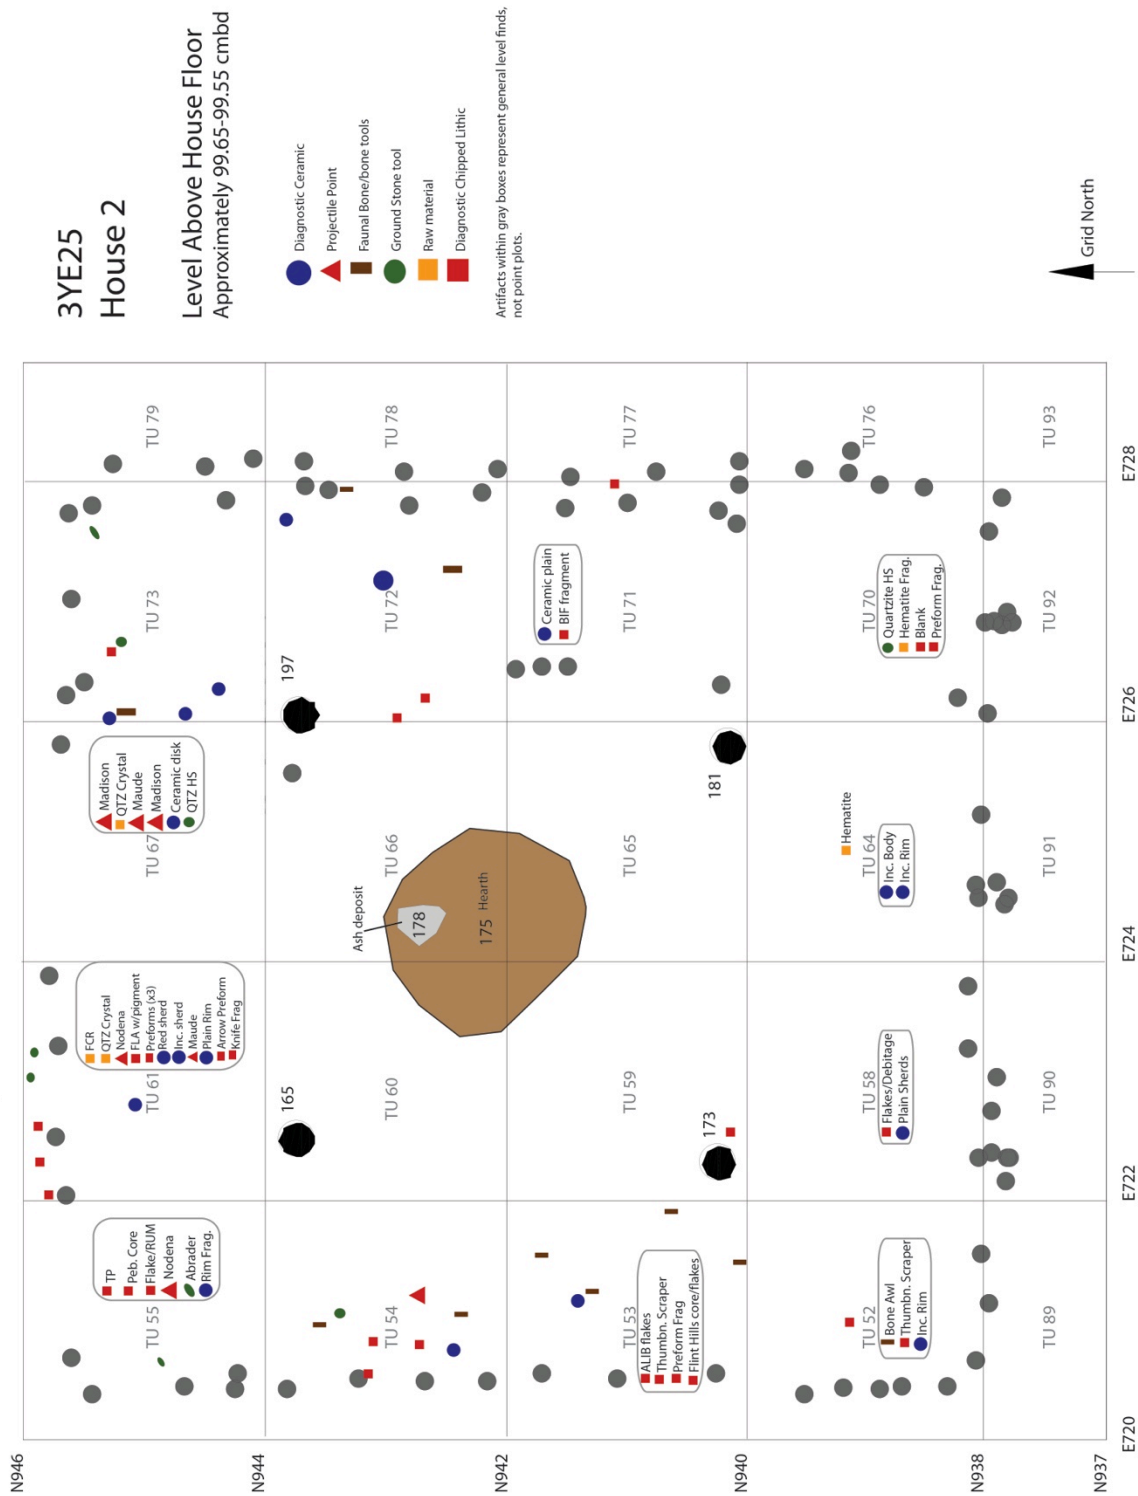 3YE25
House 2
Level Above House Floor
Approximately 99.65-99.55 cmbd
Diagnostic Ceramic
Projectile Point
Faunal Bone/bone tools
Ground Stone tool
Raw material
Diagnostic Chipped Lithic
Artifacts within gray boxes represent general level finds,
not point plots.
Grid North
N946
N944
N942
N940
N938
N937
E720
E722
E724
E726
E728
TU 55
TP
Peb. Core
Flake/RUM
Nodena
Abrader
Rim Frag.
TU 61
FCR
QTZ Crystal
Nodena
FLA w/pigment
Preforms (x3)
Red sherd
Inc. sherd
Maude
Plain Rim
Arrow Preform
Knife Frag
TU 67
Madison
QTZ Crystal
Maude
Madison
Ceramic disk
QTZ HS
TU 73
TU 79
TU 54
TU 60
165
TU 66
Ash deposit
178
175 Hearth
197
TU 72
TU 78
TU 53
ALIB flakes
Thumbn. Scraper
Preform Frag
Flint Hills core/flakes
TU 59
173
TU 65
181
TU 71
Ceramic plain
BIF fragment
TU 77
TU 52
Bone Awl
Thumbn. Scraper
Inc. Rim
TU 58
Flakes/Debitage
Plain Sherds
TU 64
Hematite
Inc. Body
Inc. Rim
TU 70
Quartzite HS
Hematite Frag.
Blank
Preform Frag.
TU 76
TU 89
TU 90
TU 91
TU 92
TU 93